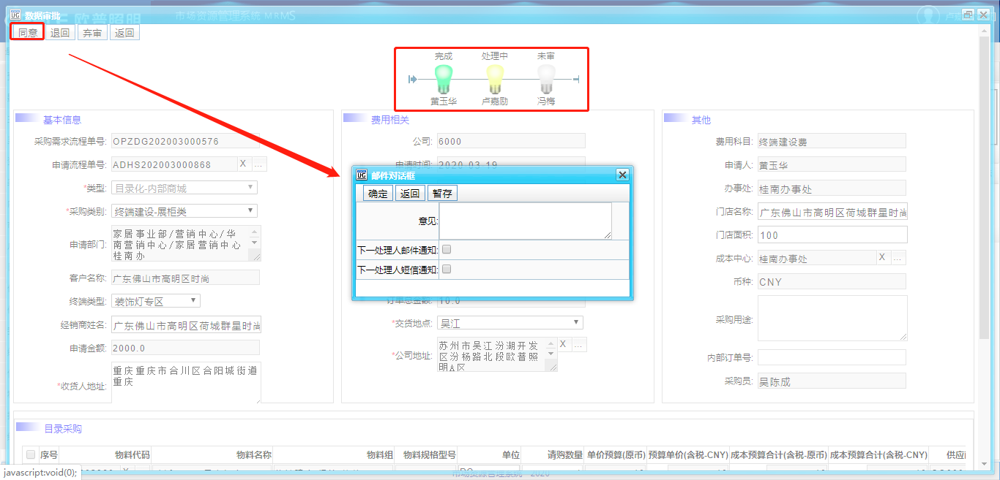 市场资源管理系统 MRMS
数据审批
同意 退回 弃审 返回
完成 处理中 未审
黄玉华 卢嘉励 冯梅
基本信息
采购需求流程单号: OPZDG202003000576
申请流程单号: ADHS202003000868 X ...
*类型: 目录化-内部商城
*采购类别: 终端建设-展柜类
申请部门: 家居事业部/营销中心/华
南营销中心/家居营销中心
桂南办
客户名称: 广东佛山市高明区时尚
终端类型: 装饰灯专区
经销商姓名: 广东佛山市高明区荷城群星时尚
申请金额: 2000.0
*收货人地址: 重庆重庆市合川区合阳城街道
重庆
费用相关
公司: 6000
申请时间: 2020-03-19
邮件对话框
确定 返回 暂存
意见:
下一处理人邮件通知:
下一处理人短信通知:
订单总金额: 10.0
*交货地点: 吴江
*公司地址: 苏州市吴江汾湖开发 X ...
区汾杨路北段欧普照
明A区
其他
费用科目: 终端建设费
申请人: 黄玉华
办事处: 桂南办事处
门店名称: 广东佛山市高明区荷城群星时尚
门店面积: 100
成本中心: 桂南办事处 X ...
币种: CNY
采购用途:
内部订单号:
采购员: 吴陈成
目录采购
序号 物料代码 物料名称 物料组 物料规格型号 单位 请购数量 单价预算(原币) 预算单价(含税-CNY) 成本预算合计(含税-原币) 成本预算合计(含税-CNY) 供应
javascript:void(0);
市场资源管理系统 - 2020